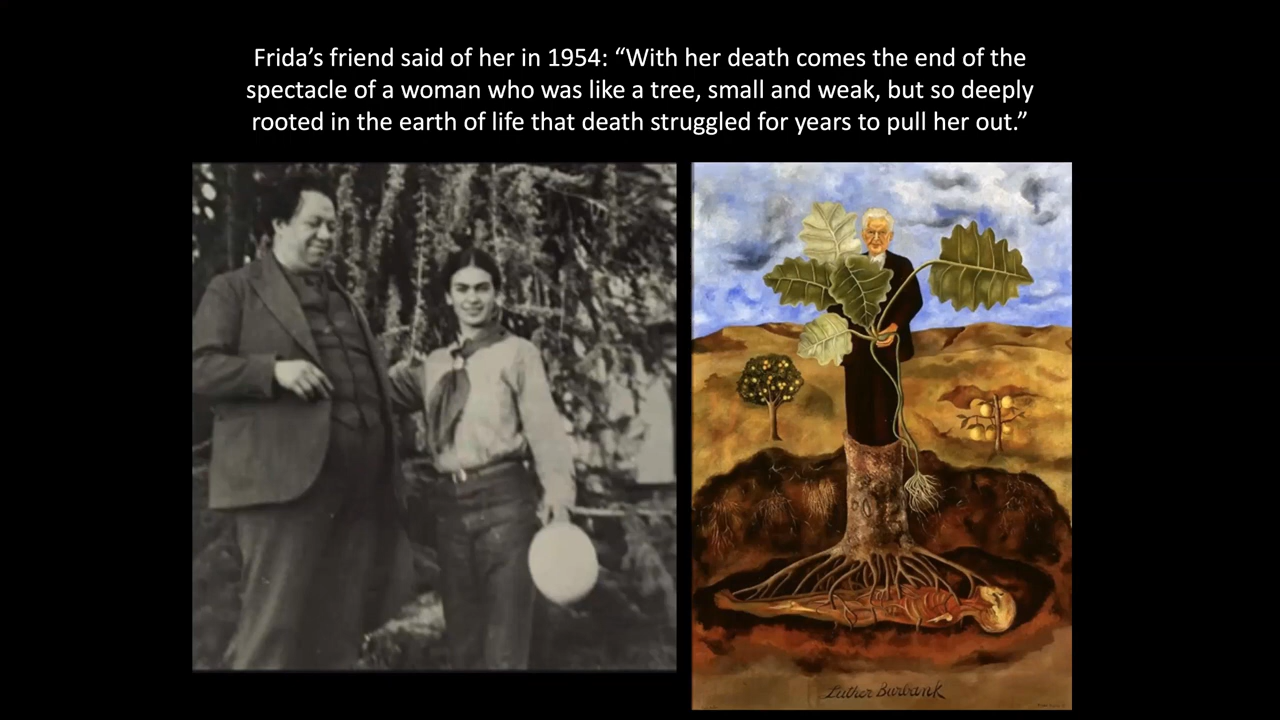 Frida’s friend said of her in 1954: “With her death comes the end of the
spectacle of a woman who was like a tree, small and weak, but so deeply
rooted in the earth of life that death struggled for years to pull her out.”
Luther Burbank